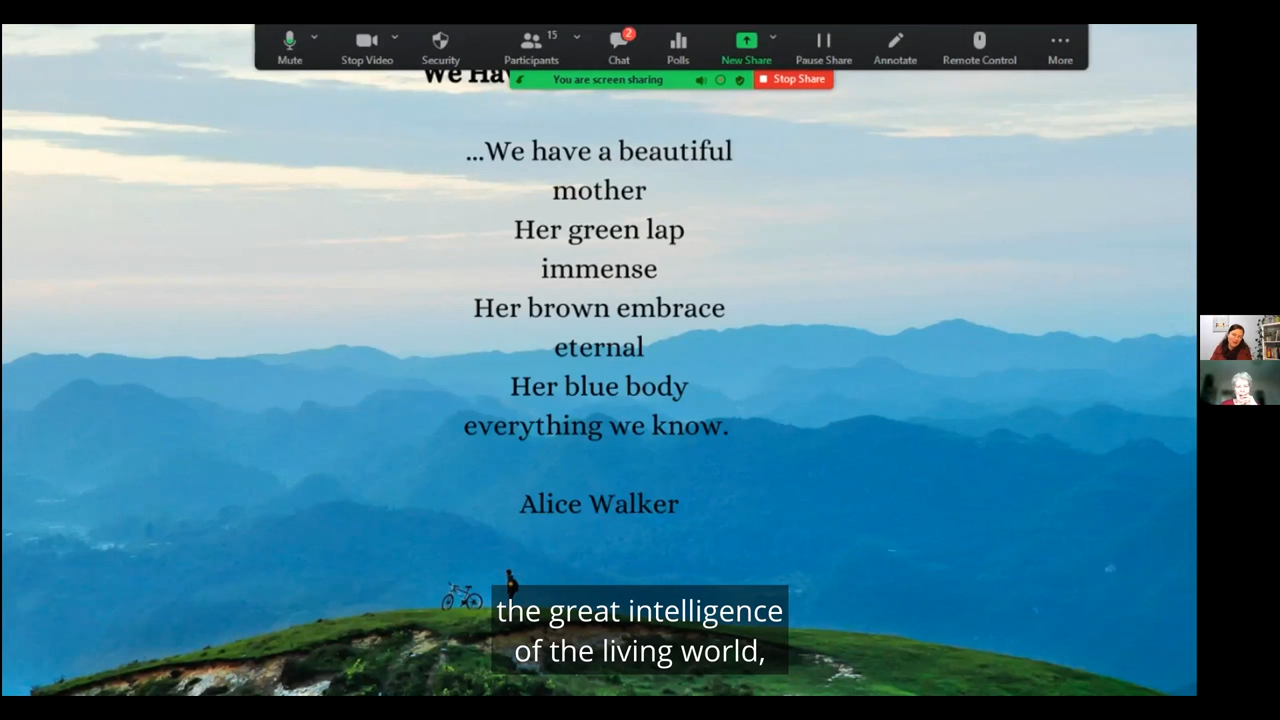 15
2
Mute
Stop Video
Security
Participants
Chat
Polls
New Share
Pause Share
Annotate
Remote Control
More
We Hav
You are screen sharing
Stop Share
...We have a beautiful
mother
Her green lap
immense
Her brown embrace
eternal
Her blue body
everything we know.
Alice Walker
the great intelligence
of the living world,